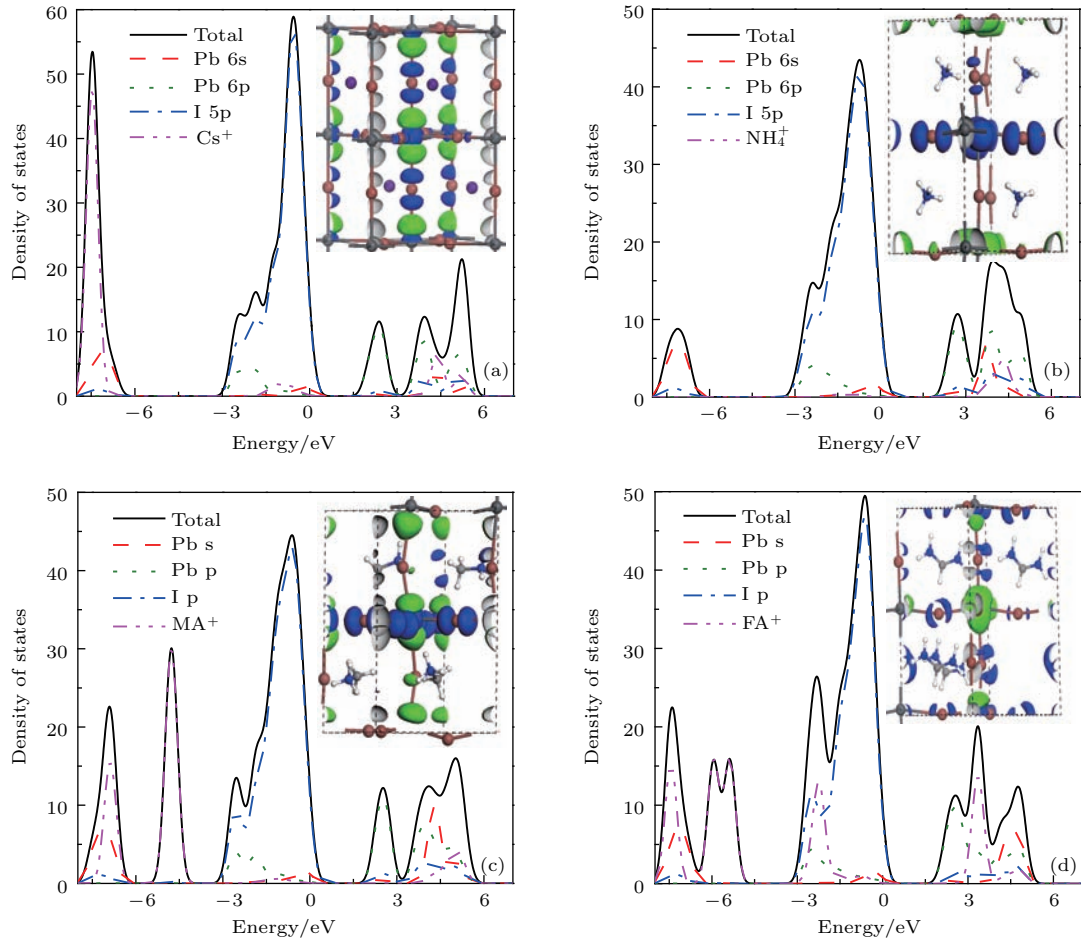 60
50
40
30
20
10
0
Density of states
Total
Pb 6s
Pb 6p
I 5p
Cs⁺
(a)
−6
−3
0
3
6
Energy/eV
50
40
30
20
10
0
Density of states
Total
Pb 6s
Pb 6p
I 5p
NH₄⁺
(b)
−6
−3
0
3
6
Energy/eV
50
40
30
20
10
0
Density of states
Total
Pb s
Pb p
I p
MA⁺
(c)
−6
−3
0
3
6
Energy/eV
50
40
30
20
10
0
Density of states
Total
Pb s
Pb p
I p
FA⁺
(d)
−6
−3
0
3
6
Energy/eV